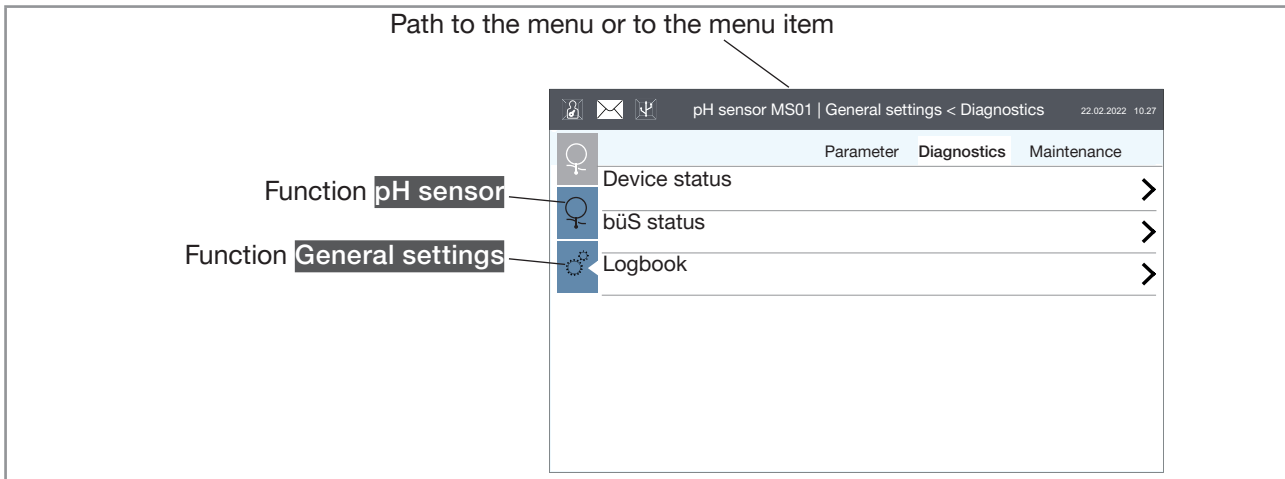 Path to the menu or to the menu item
pH sensor MS01 | General settings < Diagnostics 22.02.2022 10.27
Parameter Diagnostics Maintenance
Device status
Function pH sensor
büS status
Function General settings
Logbook